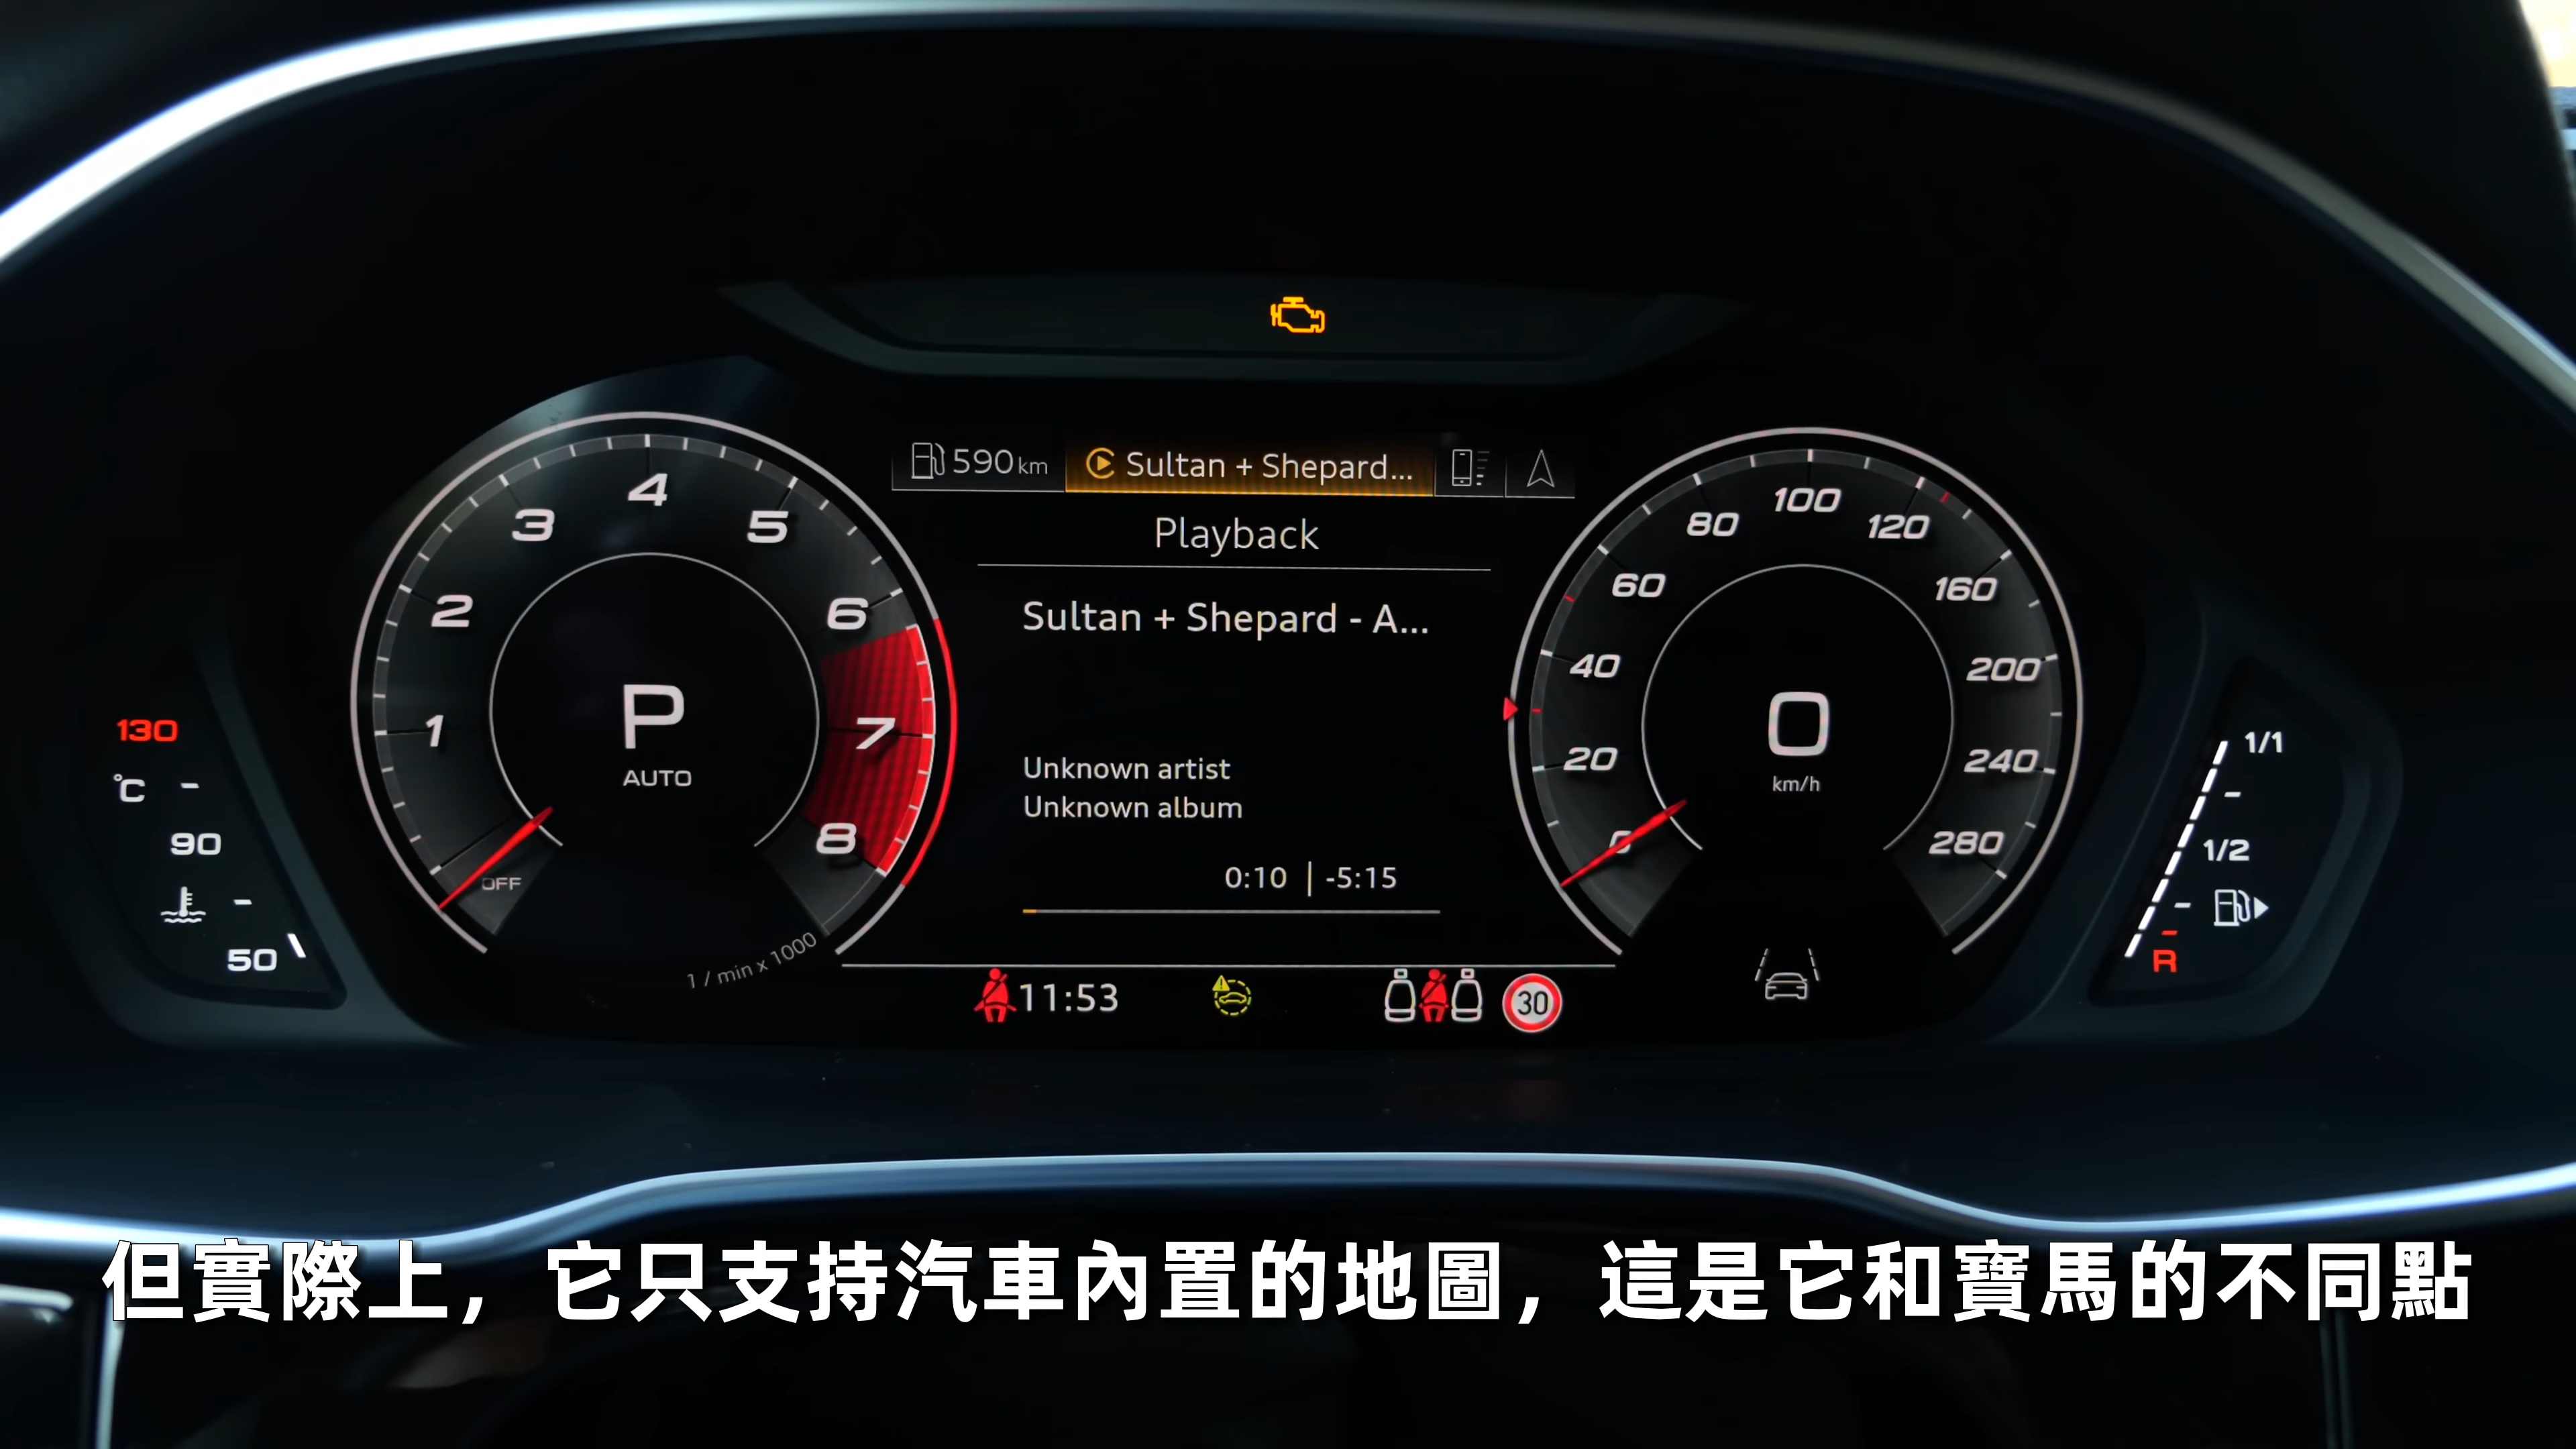 590 km
Sultan + Shepard...
Playback
Sultan + Shepard - A...
Unknown artist
Unknown album
0:10 | -5:15
1
2
3
4
5
6
7
8
P
AUTO
OFF
1 / min x 1000
130
°C
90
50
0
20
40
60
80
100
120
160
200
240
280
0
km/h
1/1
1/2
R
11:53
30
但實際上，它只支持汽車內置的地圖，這是它和寶馬的不同點